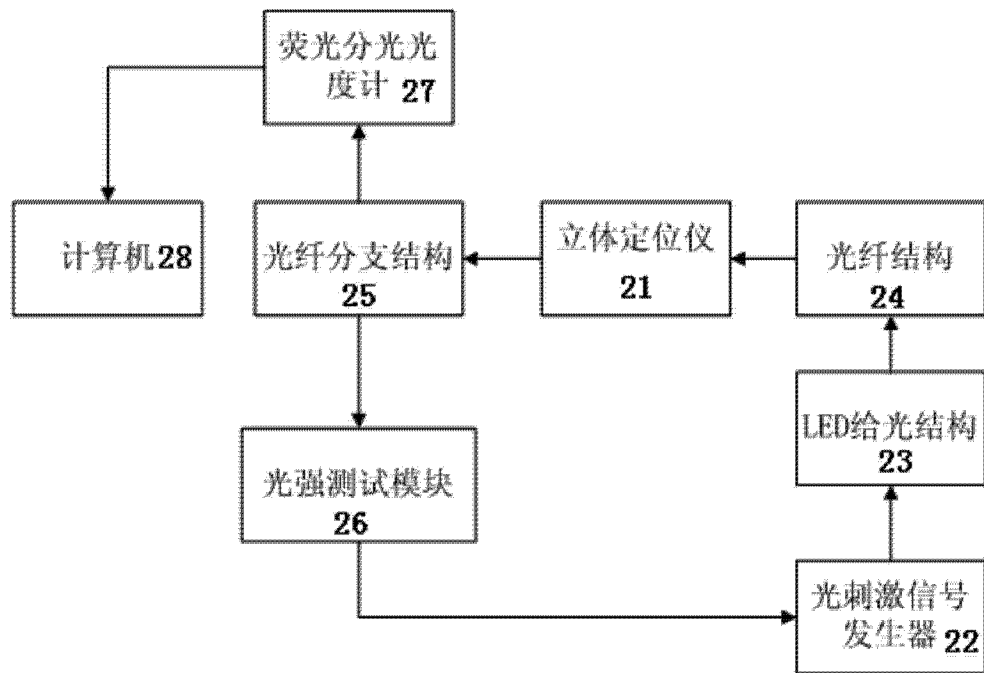 荧光分光光
度计 27
计算机28
光纤分支结构
25
立体定位仪
21
光纤结构
24
LED给光结构
23
光强测试模块
26
光刺激信号
发生器 22